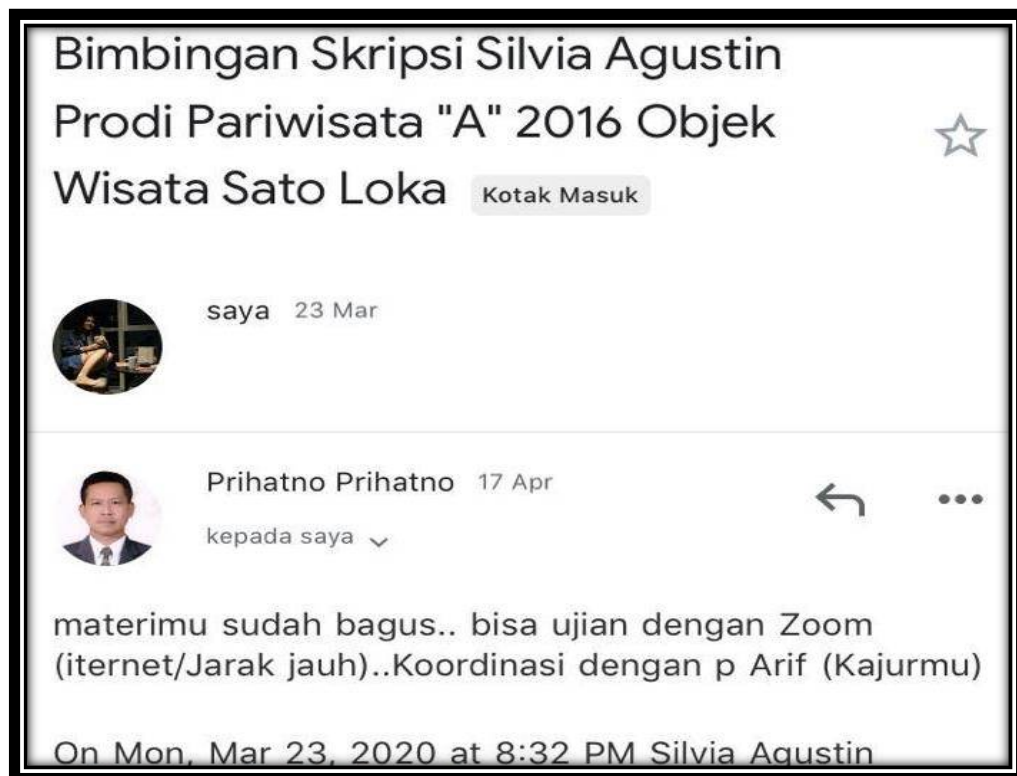 Bimbingan Skripsi Silvia Agustin
Prodi Pariwisata "A" 2016 Objek
Wisata Sato Loka Kotak Masuk
saya 23 Mar
Prihatno Prihatno 17 Apr
kepada saya
materimu sudah bagus.. bisa ujian dengan Zoom
(iternet/Jarak jauh)..Koordinasi dengan p Arif (Kajurmu)
On Mon, Mar 23, 2020 at 8:32 PM Silvia Agustin